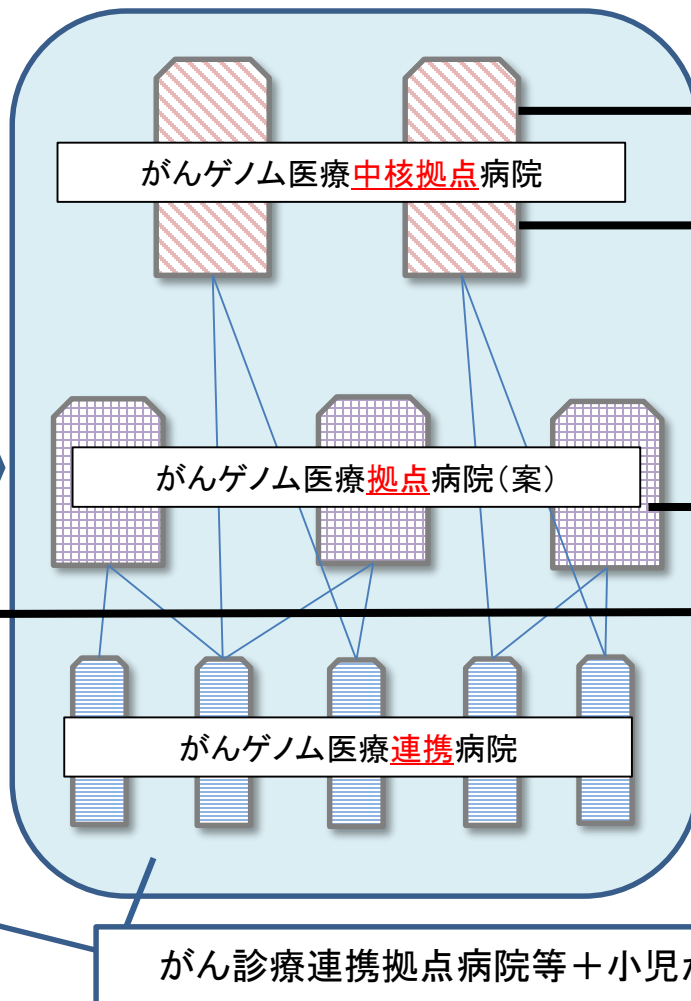 がんゲノム医療中核拠点病院
がんゲノム医療拠点病院（案）
がんゲノム医療連携病院
がん診療連携拠点病院等＋小児